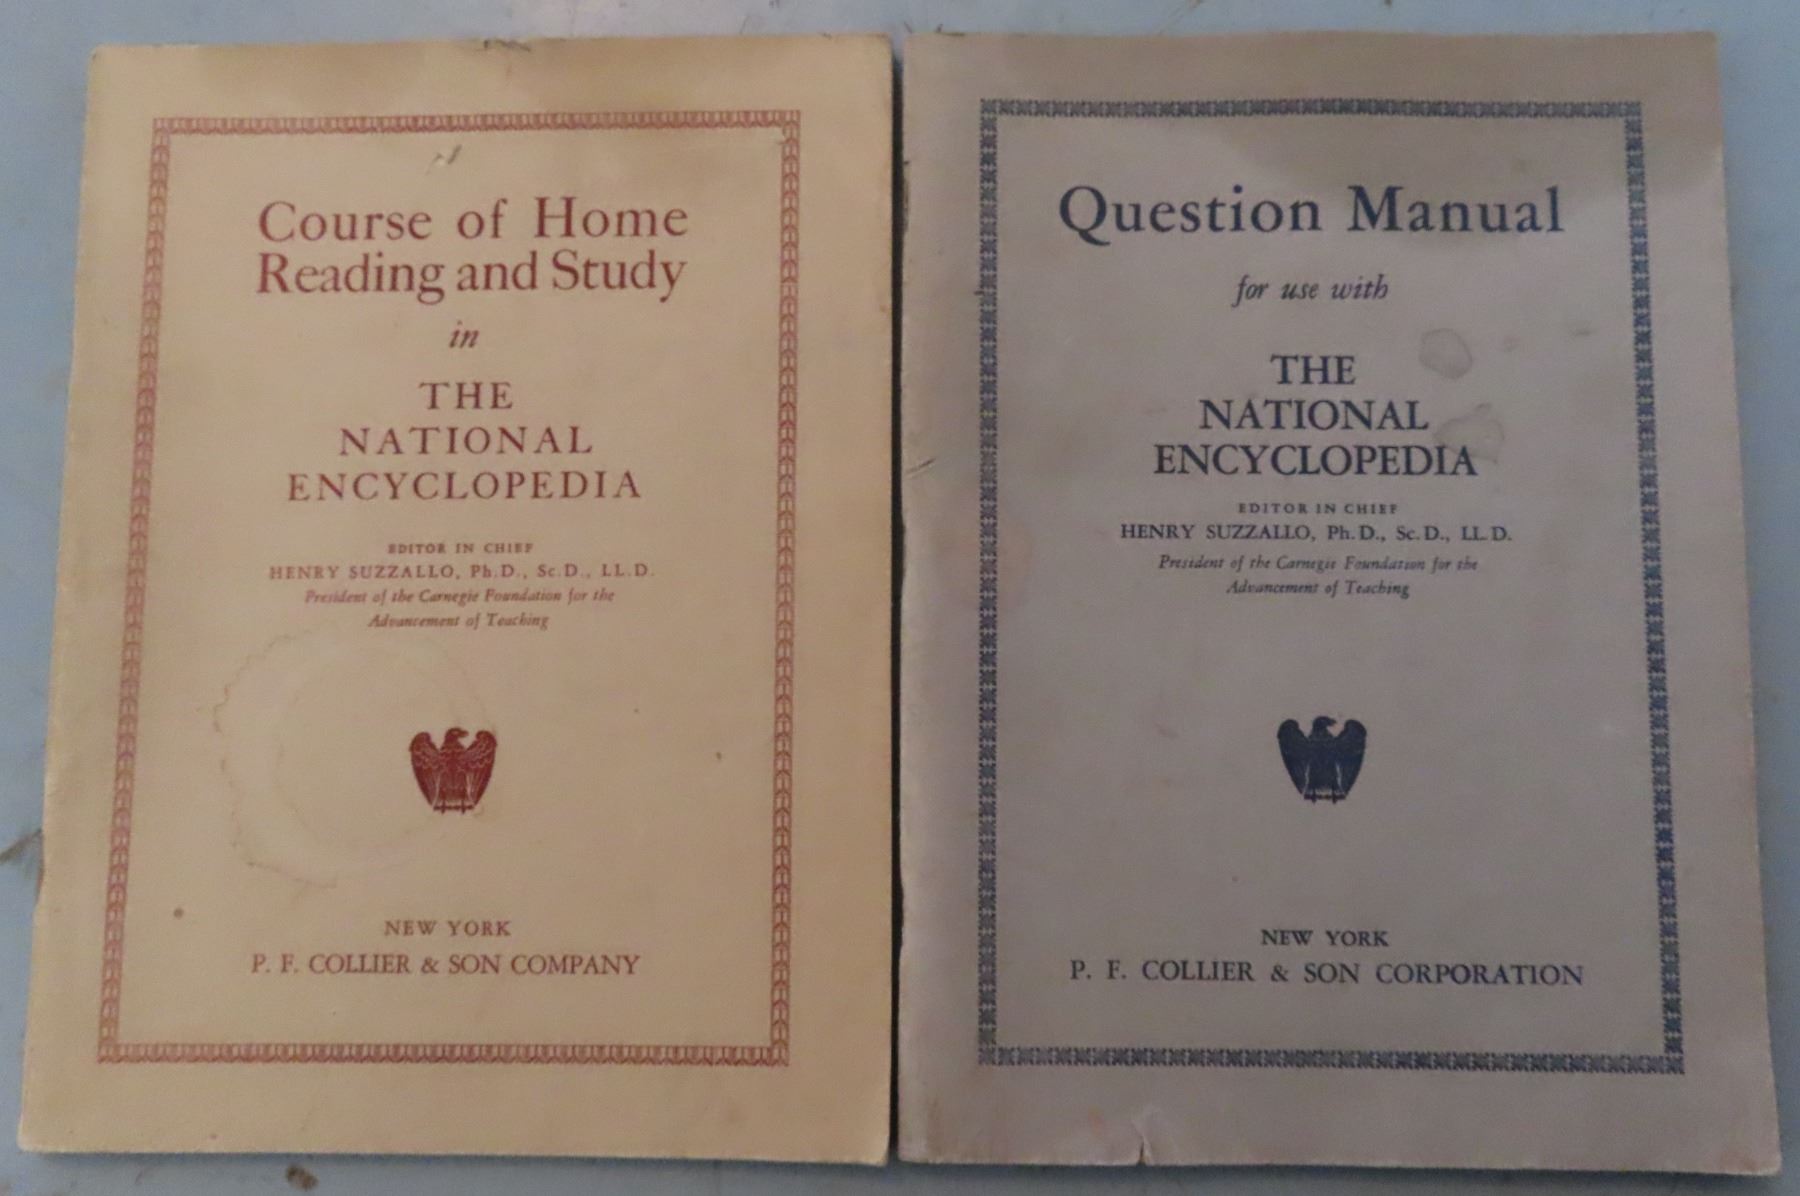 Course of Home
Reading and Study
in
THE
NATIONAL
ENCYCLOPEDIA
EDITOR IN CHIEF
HENRY SUZZALLO, Ph.D., Sc.D., LL.D.
President of the Carnegie Foundation for the
Advancement of Teaching
NEW YORK
P. F. COLLIER & SON COMPANY
Question Manual
for use with
THE
NATIONAL
ENCYCLOPEDIA
EDITOR IN CHIEF
HENRY SUZZALLO, Ph.D., Sc.D., LL.D.
President of the Carnegie Foundation for the
Advancement of Teaching
NEW YORK
P. F. COLLIER & SON CORPORATION